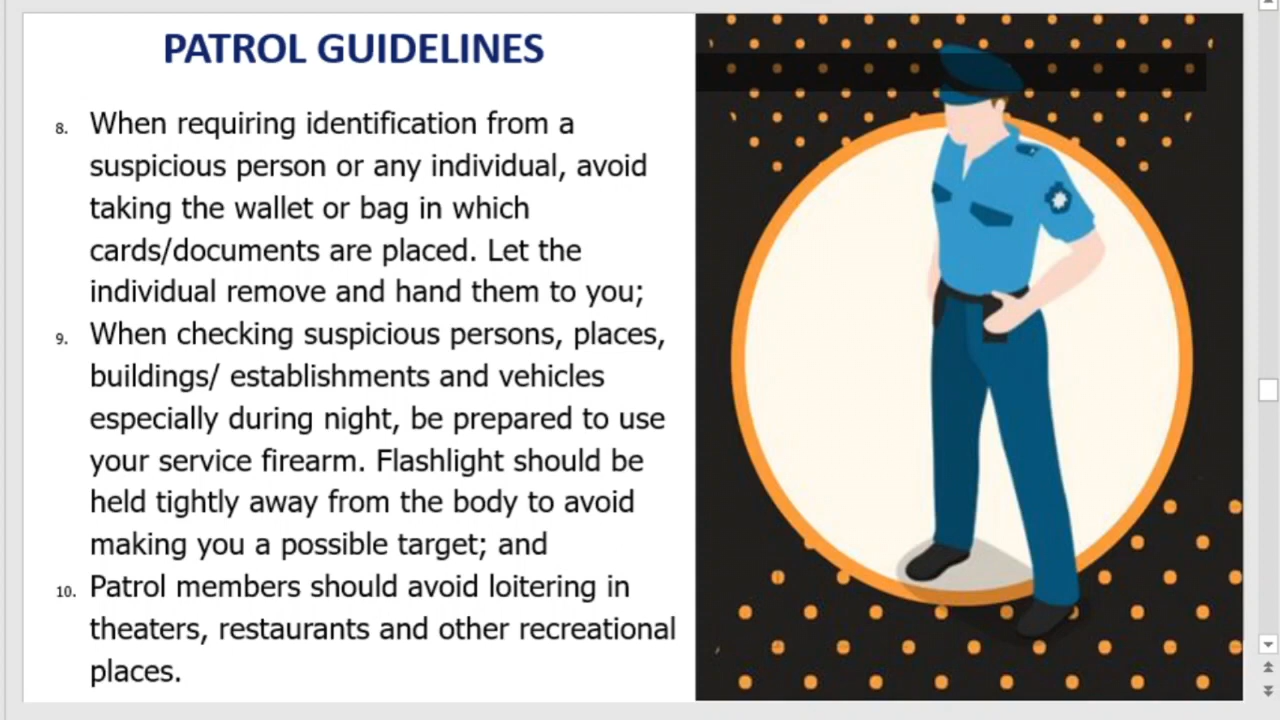 PATROL GUIDELINES
8. When requiring identification from a
suspicious person or any individual, avoid
taking the wallet or bag in which
cards/documents are placed. Let the
individual remove and hand them to you;
9. When checking suspicious persons, places,
buildings/ establishments and vehicles
especially during night, be prepared to use
your service firearm. Flashlight should be
held tightly away from the body to avoid
making you a possible target; and
10. Patrol members should avoid loitering in
theaters, restaurants and other recreational
places.